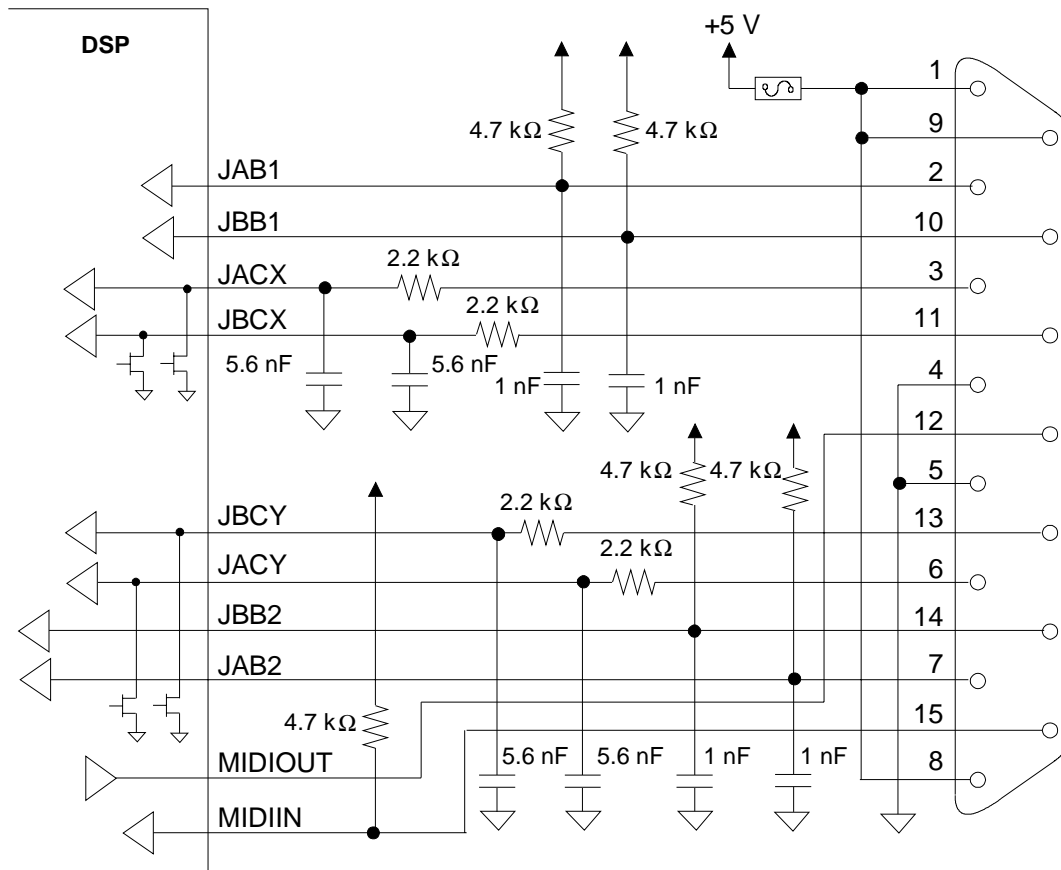 +5 V
DSP
1
9
4.7 kΩ
4.7 kΩ
JAB1
2
JBB1
10
2.2 kΩ
JACX
3
2.2 kΩ
JBCX
11
5.6 nF
5.6 nF
1 nF
1 nF
4
12
4.7 kΩ
4.7 kΩ
5
2.2 kΩ
JBCY
13
2.2 kΩ
JACY
6
JBB2
14
JAB2
7
4.7 kΩ
15
MIDIOUT
5.6 nF
5.6 nF
1 nF
1 nF
8
MIDIIN